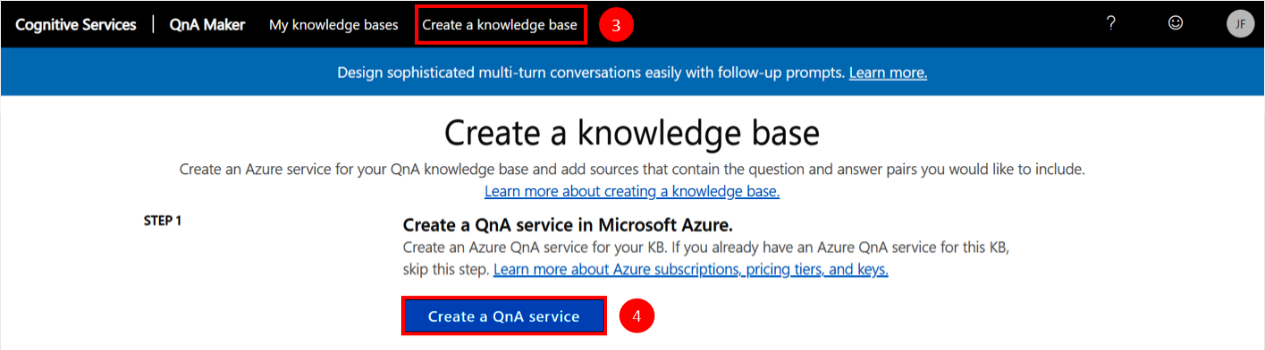 Cognitive Services | QnA Maker My knowledge bases Create a knowledge base 3 ? JF
Design sophisticated multi-turn conversations easily with follow-up prompts. Learn more.
Create a knowledge base
Create an Azure service for your QnA knowledge base and add sources that contain the question and answer pairs you would like to include.
Learn more about creating a knowledge base.
STEP 1
Create a QnA service in Microsoft Azure.
Create an Azure QnA service for your KB. If you already have an Azure QnA service for this KB,
skip this step. Learn more about Azure subscriptions, pricing tiers, and keys.
Create a QnA service 4